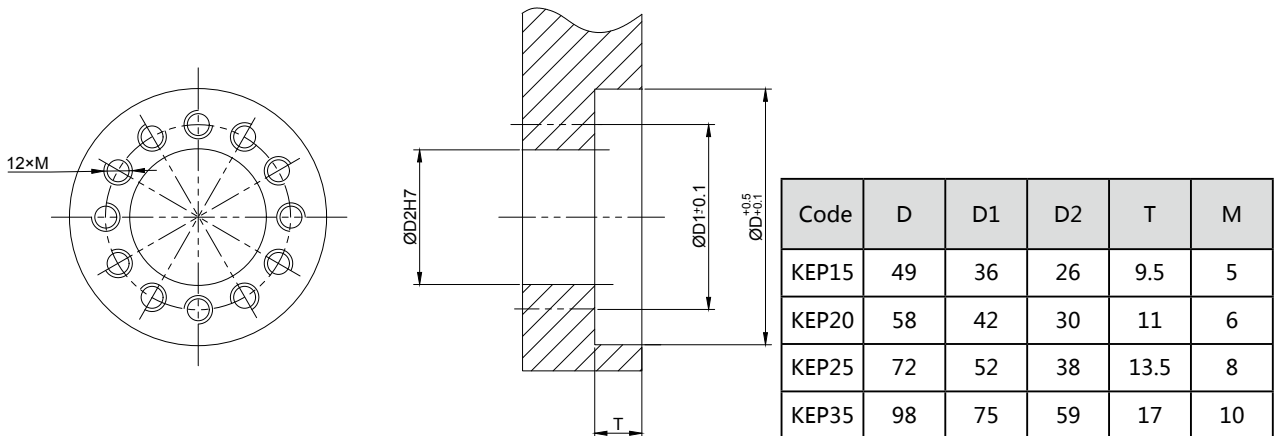 12×M
ØD2H7
ØD1±0.1
ØD+0.5 +0.1
T
Code D D1 D2 T M
KEP15 49 36 26 9.5 5
KEP20 58 42 30 11 6
KEP25 72 52 38 13.5 8
KEP35 98 75 59 17 10